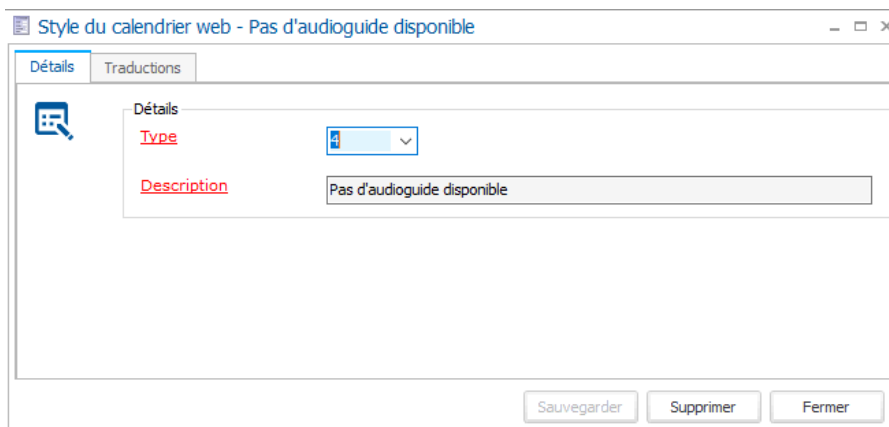 Style du calendrier web - Pas d'audioguide disponible
Détails Traductions
Détails
Type 4
Description Pas d'audioguide disponible
Sauvegarder Supprimer Fermer